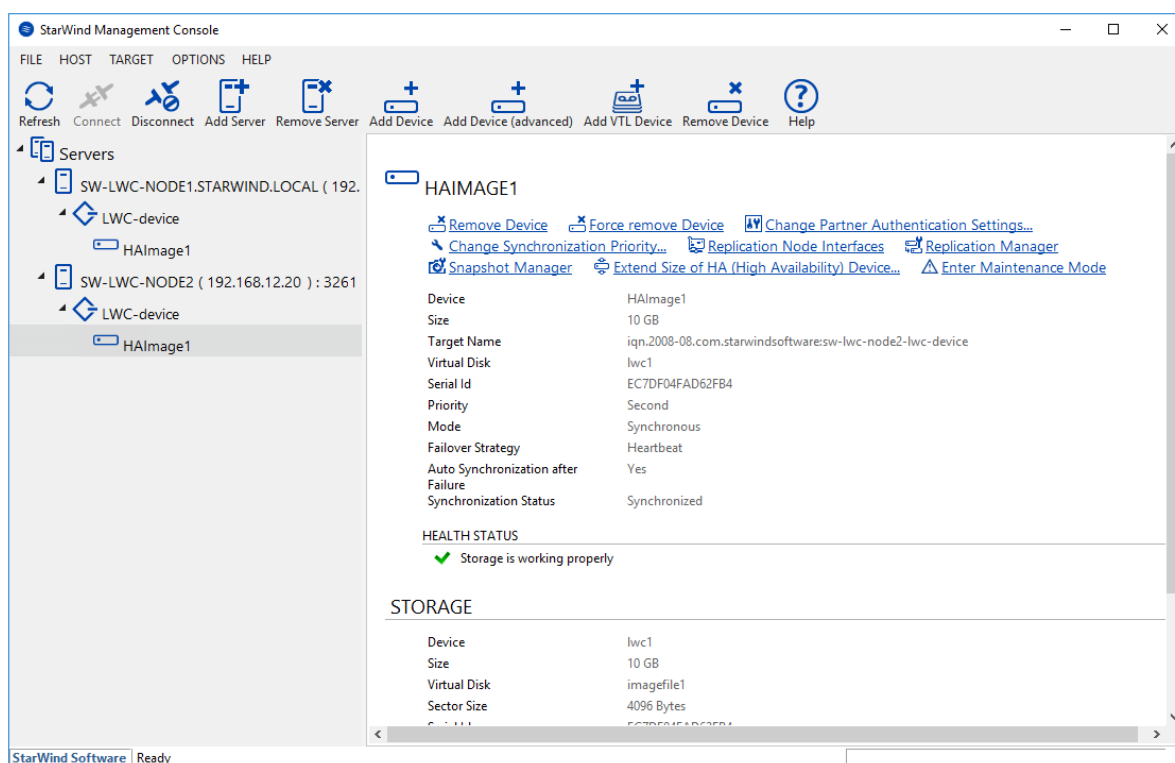 StarWind Management Console
FILE HOST TARGET OPTIONS HELP
Refresh Connect Disconnect Add Server Remove Server Add Device Add Device (advanced) Add VTL Device Remove Device Help
Servers
SW-LWC-NODE1.STARWIND.LOCAL ( 192.
LWC-device
HAImage1
SW-LWC-NODE2 ( 192.168.12.20 ) : 3261
LWC-device
HAImage1
HAIMAGE1
Remove Device Force remove Device Change Partner Authentication Settings...
Change Synchronization Priority... Replication Node Interfaces Replication Manager
Snapshot Manager Extend Size of HA (High Availability) Device... Enter Maintenance Mode
Device HAImage1
Size 10 GB
Target Name iqn.2008-08.com.starwindsoftware:sw-lwc-node2-lwc-device
Virtual Disk lwc1
Serial Id EC7DF04FAD62FB4
Priority Second
Mode Synchronous
Failover Strategy Heartbeat
Auto Synchronization after Yes
Failure
Synchronization Status Synchronized
HEALTH STATUS
Storage is working properly
STORAGE
Device lwc1
Size 10 GB
Virtual Disk imagefile1
Sector Size 4096 Bytes
StarWind Software Ready